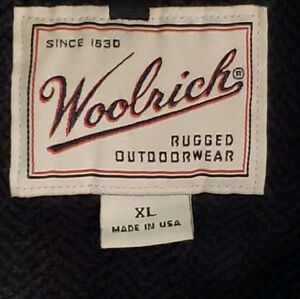 SINCE 1830
Woolrich®
RUGGED
OUTDOORWEAR
XL
MADE IN USA